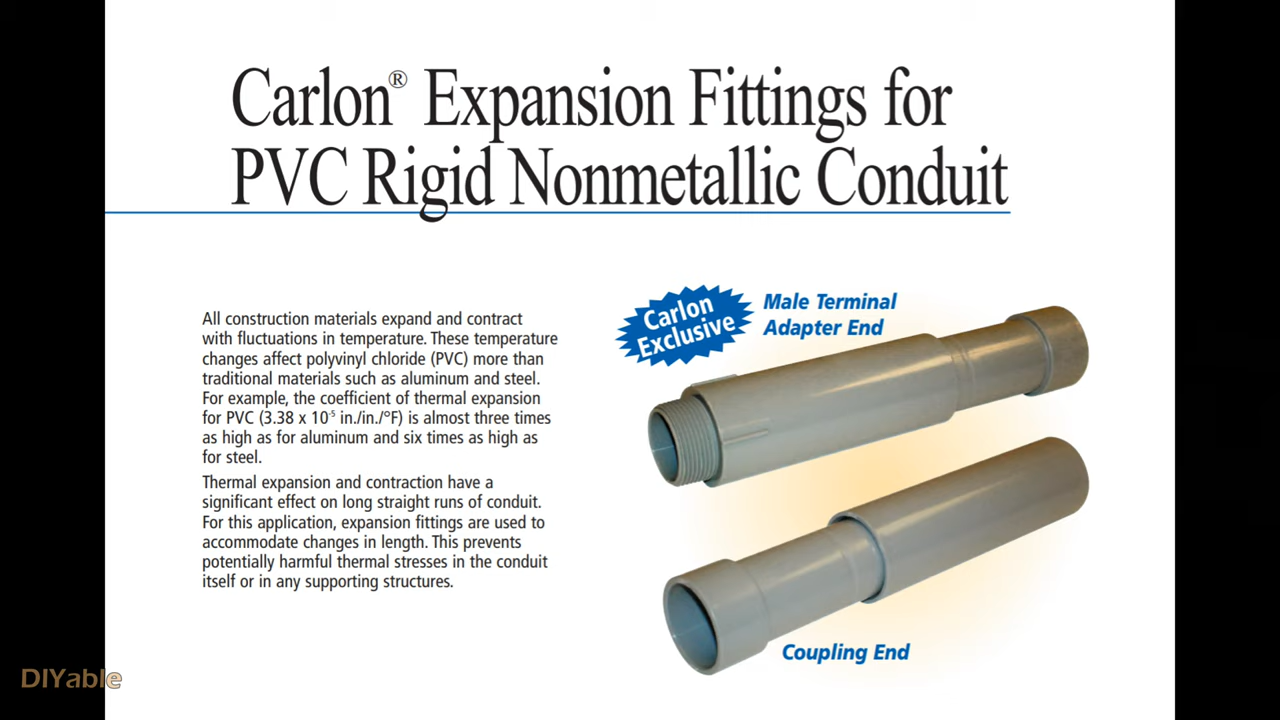 Carlon® Expansion Fittings for
PVC Rigid Nonmetallic Conduit
All construction materials expand and contract
with fluctuations in temperature. These temperature
changes affect polyvinyl chloride (PVC) more than
traditional materials such as aluminum and steel.
For example, the coefficient of thermal expansion
for PVC (3.38 x 10⁻⁵ in./in./°F) is almost three times
as high as for aluminum and six times as high as
for steel.
Thermal expansion and contraction have a
significant effect on long straight runs of conduit.
For this application, expansion fittings are used to
accommodate changes in length. This prevents
potentially harmful thermal stresses in the conduit
itself or in any supporting structures.
Carlon
Exclusive
Male Terminal
Adapter End
Coupling End
DIYable